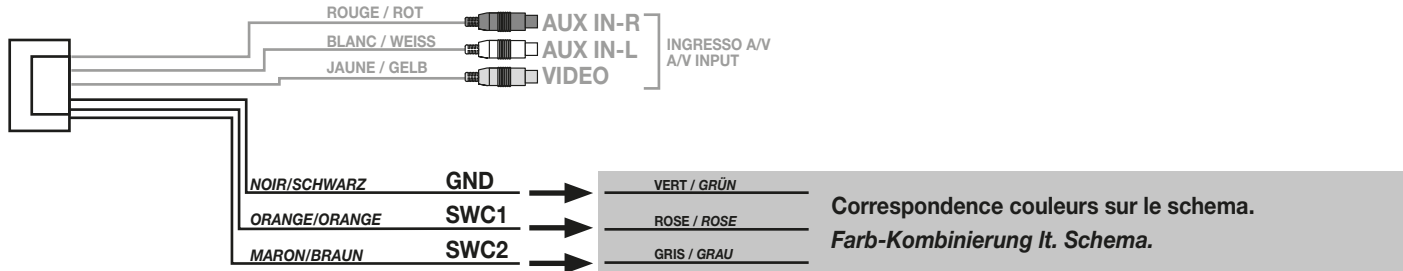 ROUGE / ROT
AUX IN-R
BLANC / WEISS
AUX IN-L
JAUNE / GELB
VIDEO
INGRESSO A/V
A/V INPUT
NOIR/SCHWARZ GND VERT / GRÜN
ORANGE/ORANGE SWC1 ROSE / ROSE
MARON/BRAUN SWC2 GRIS / GRAU
Correspondence couleurs sur le schema.
Farb-Kombinierung lt. Schema.